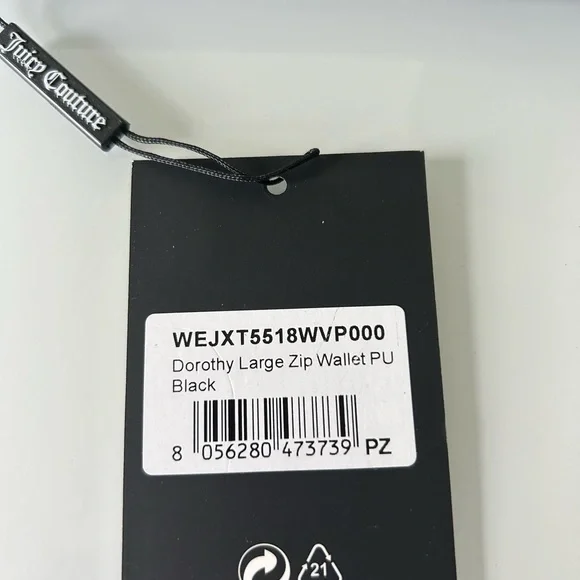 Juicy Couture
WEJXT5518WVP000
Dorothy Large Zip Wallet PU
Black
8 056280 473739 PZ
21